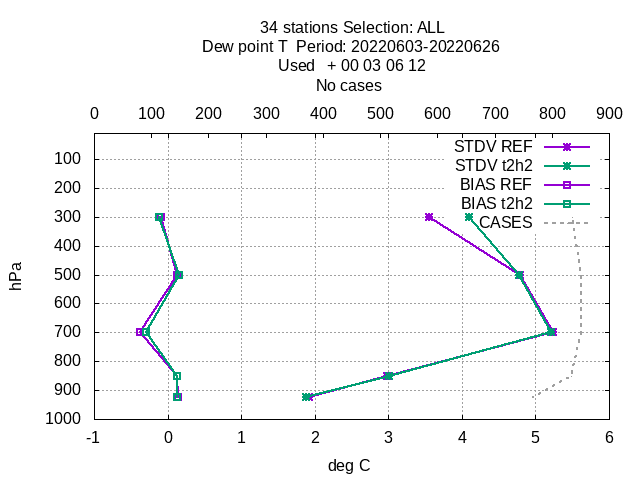 34 stations Selection: ALL
Dew point T  Period: 20220603-20220626
Used   + 00 03 06 12
No cases
0 100 200 300 400 500 600 700 800 900
STDV REF
STDV t2h2
BIAS REF
BIAS t2h2
CASES
100
200
300
400
500
600
700
800
900
1000
hPa
-1 0 1 2 3 4 5 6
deg C